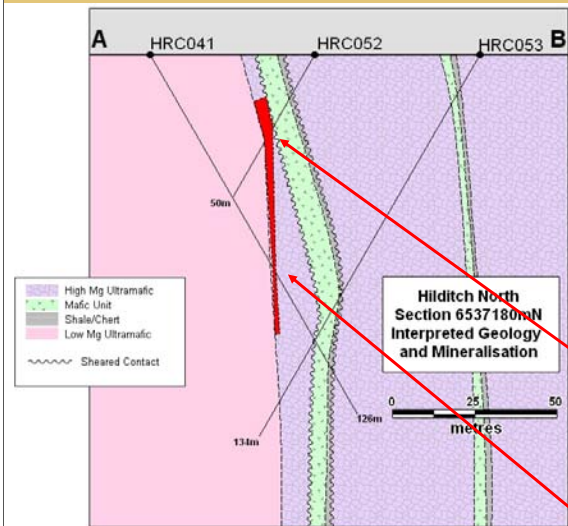 A HRC041 HRC052 HRC053 B
50m
High Mg Ultramafic
Mafic Unit
Shale/Chert
Low Mg Ultramafic
Sheared Contact
Hilditch North
Section 6537180mN
Interpreted Geology
and Mineralisation
0 25 50
metres
126m
134m